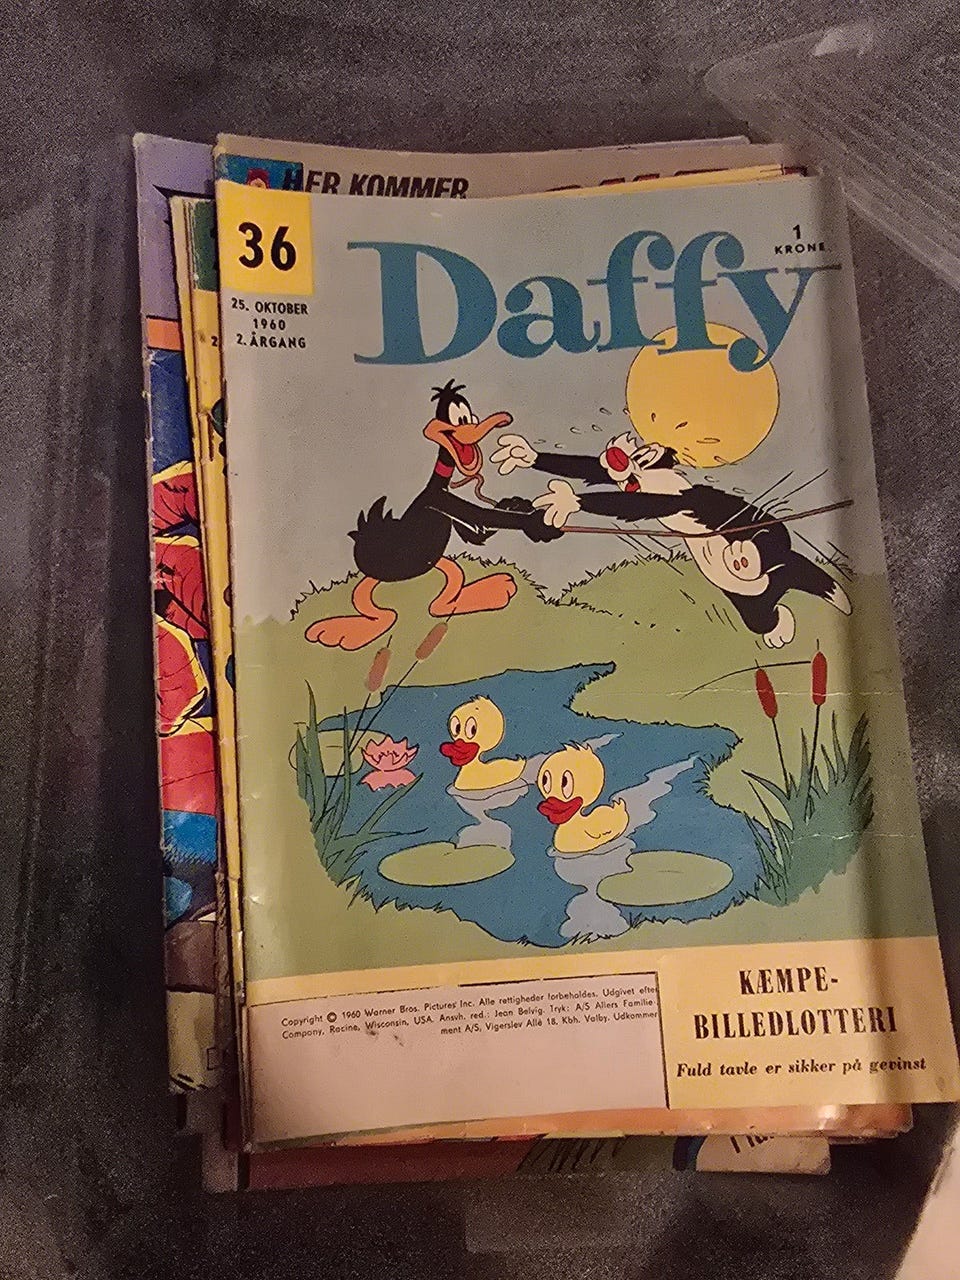 HER KOMMER
36
25. OKTOBER
1960
2. ÅRGANG
Daffy
1
KRONE
KÆMPE-
BILLEDLOTTERI
Fuld tavle er sikker på gevinst
Copyright © 1960 Warner Bros. Pictures Inc. Alle rettigheder forbeholdes. Udgivet efter
Company, Racine, Wisconsin, USA. Ansvh. red.: Jean Belvig. Tryk: A/S Allers Familie-
ment A/S, Vigerslev Allé 18, Kbh. Valby. Udkommer